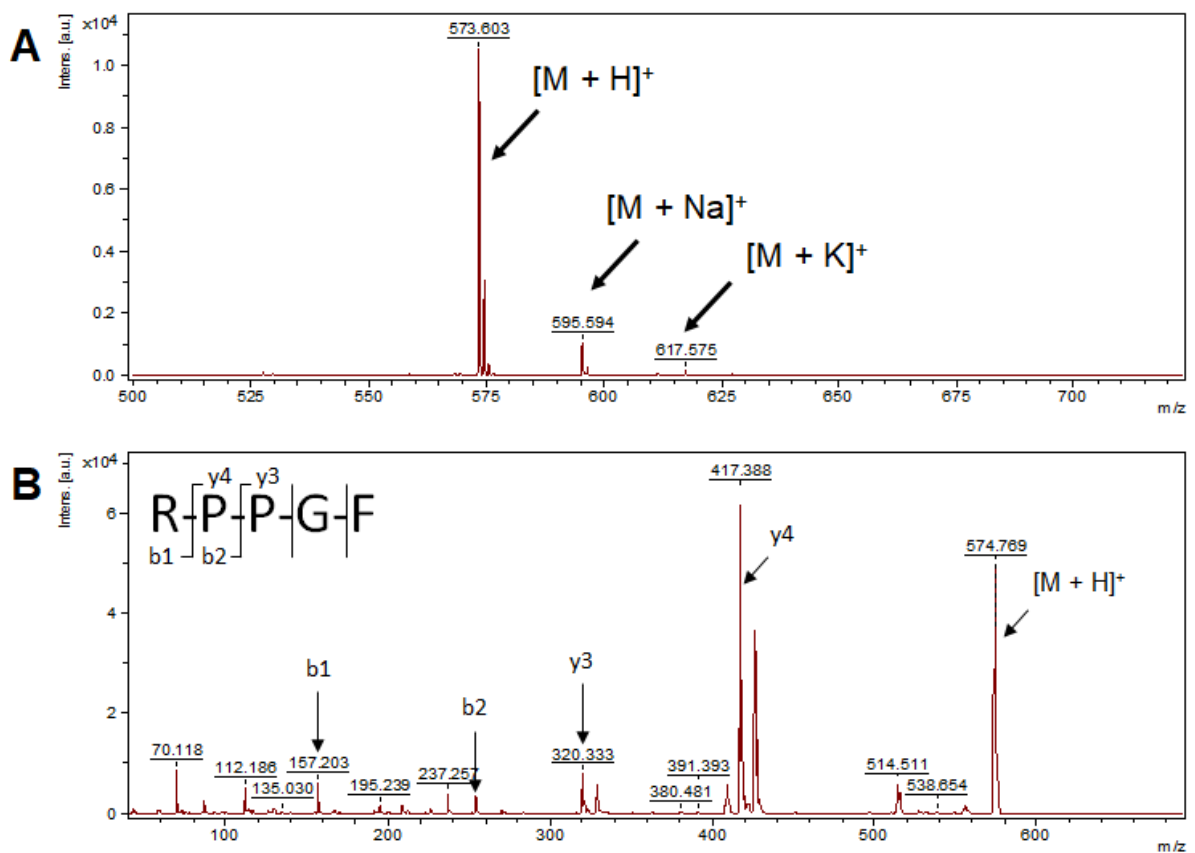 A
Intens. [a.u.]
x10⁴
573.603
[M + H]⁺
1.0
0.8
0.6
[M + Na]⁺
[M + K]⁺
0.4
0.2
595.594
617.575
0.0
500 525 550 575 600 625 650 675 700
m/z
B
Intens. [a.u.]
x10⁴
417.388
y4 y3
R-P-P-G-F
b1 b2
6
y4
574.769
[M + H]⁺
4
b1
y3
2
b2
70.118
112.186
135.030
157.203
195.239
237.257
320.333
380.481
391.393
514.511
538.654
0
100 200 300 400 500 600
m/z